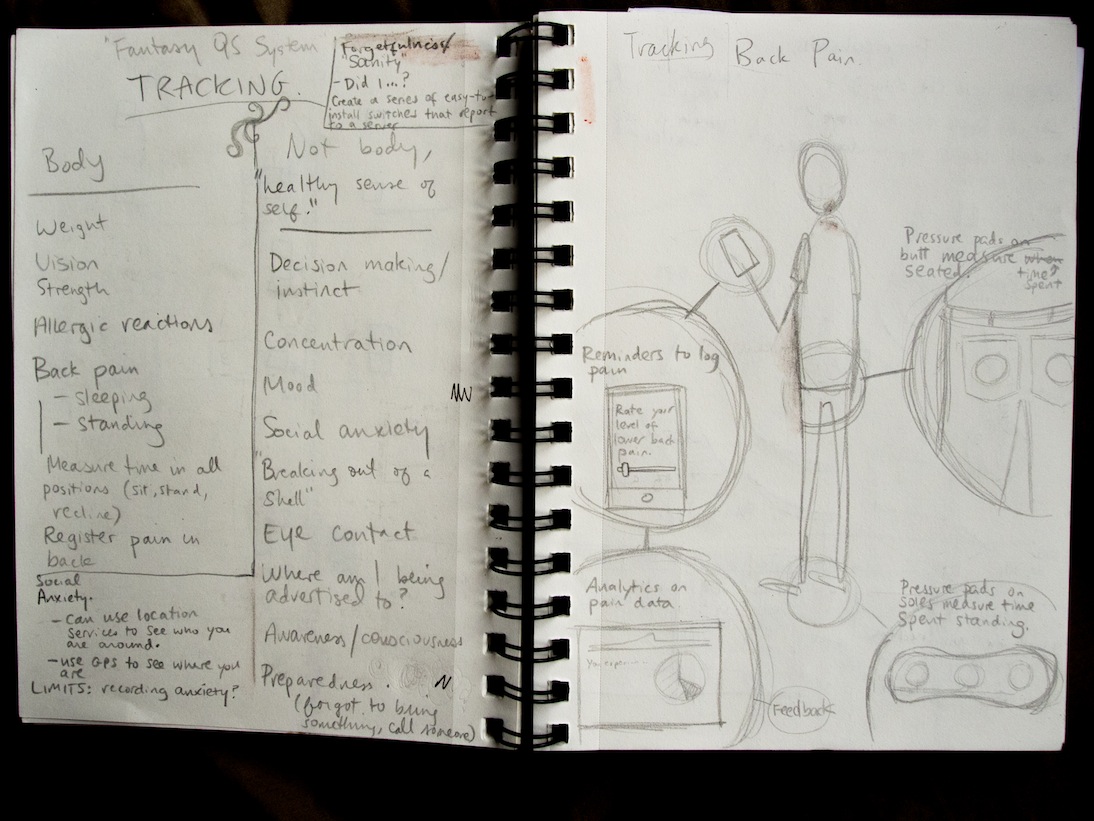 "Fantasy QS System"
TRACKING.
Forgetfulness/
"Sanity"
- Did I...?
Create a series of easy-to-
install switches that report
to a server
Body
Weight
Vision
Strength
Allergic reactions
Back pain
- sleeping
- standing
Measure time in all
positions (sit, stand,
recline)
Register pain in
back
Social
Anxiety.
- Can use location
services to see who you
are around.
- use GPS to see where you
are
LIMITS: recording anxiety?
Not body,
"healthy sense of
self."
Decision making/
instinct
Concentration
Mood
Social anxiety
"Breaking out of a
Shell"
Eye contact
Where am I being
advertised to?
Awareness/consciousness
Preparedness.
(forgot to bring
something, call someone)
Tracking Back Pain.
Reminders to log
pain
Rate your
level of
lower back
pain.
Pressure pads on
butt measure when
seated. time
spent
Analytics on
pain data
Feedback
Pressure pads on
soles measure time
spent standing.